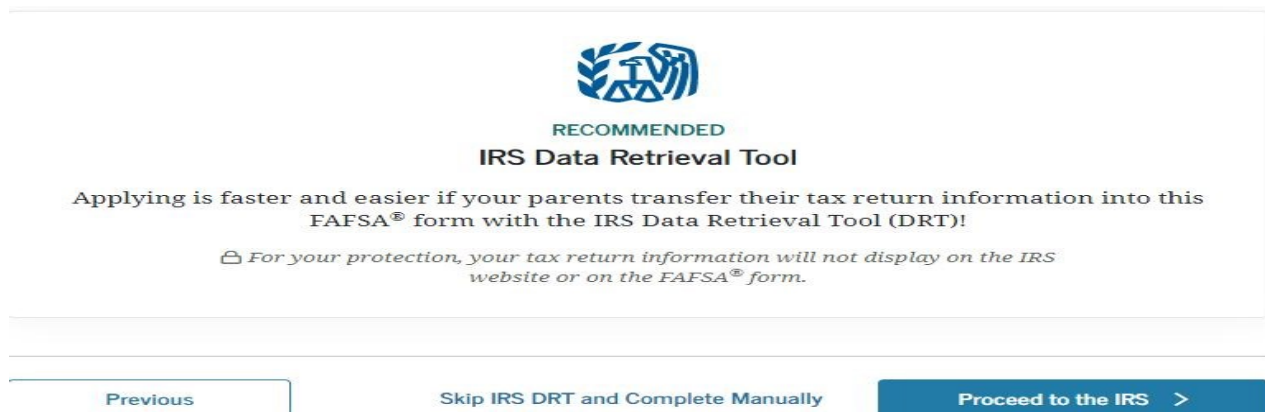 RECOMMENDED
IRS Data Retrieval Tool
Applying is faster and easier if your parents transfer their tax return information into this
FAFSA® form with the IRS Data Retrieval Tool (DRT)!
For your protection, your tax return information will not display on the IRS
website or on the FAFSA® form.
Previous
Skip IRS DRT and Complete Manually
Proceed to the IRS >